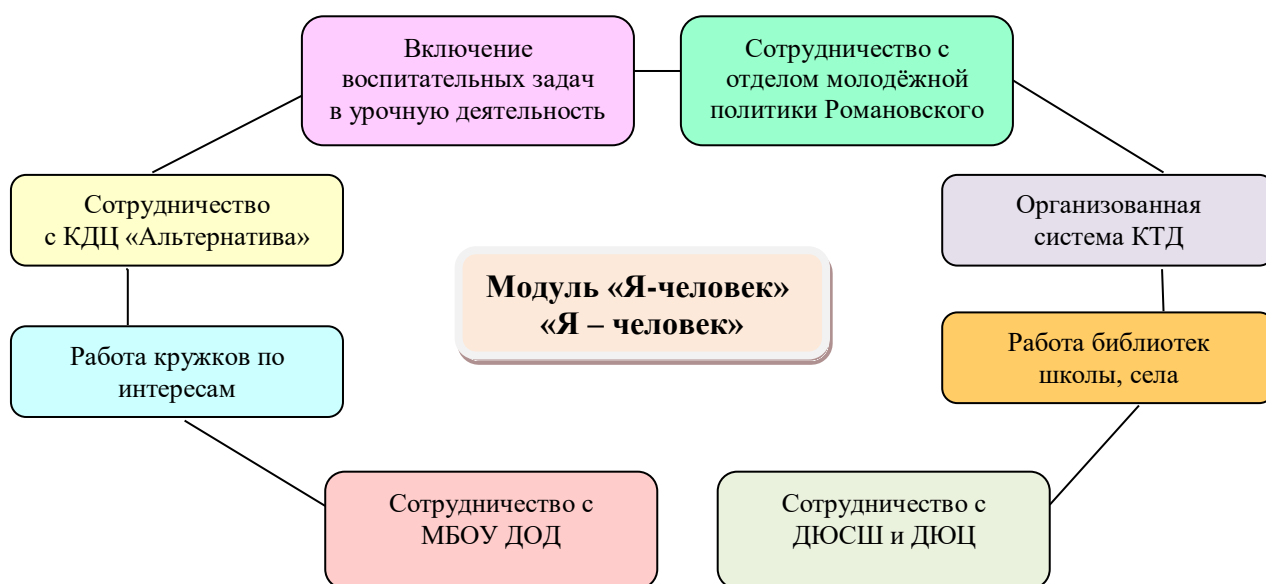 Включение
воспитательных задач
в урочную деятельность
Сотрудничество с
отделом молодёжной
политики Романовского
Сотрудничество
с КДЦ «Альтернатива»
Организованная
система КТД
Модуль «Я-человек»
«Я – человек»
Работа кружков по
интересам
Работа библиотек
школы, села
Сотрудничество с
МБОУ ДОД
Сотрудничество с
ДЮСШ и ДЮЦ